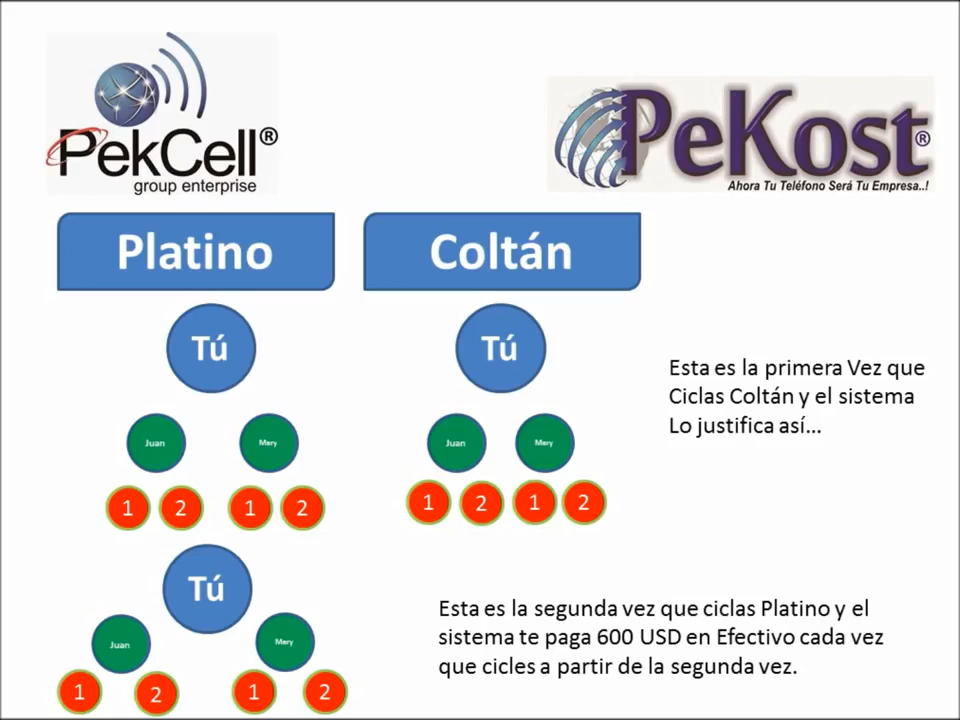 PekCell®
group enterprise
PeKost®
Ahora Tu Teléfono Será Tu Empresa..!
Platino
Coltán
Tú
Tú
Esta es la primera Vez que
Ciclas Coltán y el sistema
Lo justifica así...
Juan
Mery
Juan
Mery
1
2
1
2
1
2
1
2
Tú
Esta es la segunda vez que ciclas Platino y el
sistema te paga 600 USD en Efectivo cada vez
que cicles a partir de la segunda vez.
Juan
Mery
1
2
1
2